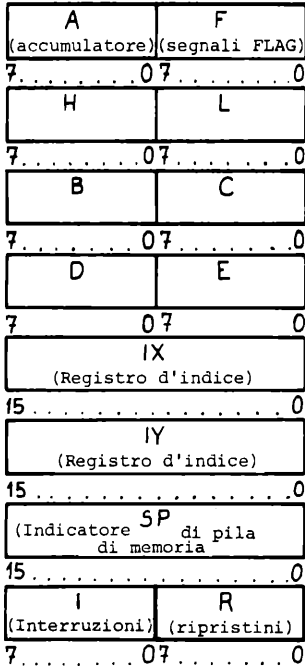 A F
(accumulatore) (segnali FLAG)
7........07.......0
H L
7........07.......0
B C
7........07.......0
D E
7 07 0
IX
(Registro d'indice)
15..................0
IY
(Registro d'indice)
15..................0
SP
(Indicatore di pila
di memoria
15..................0
I R
(Interruzioni) (ripristini)
7........07.......0